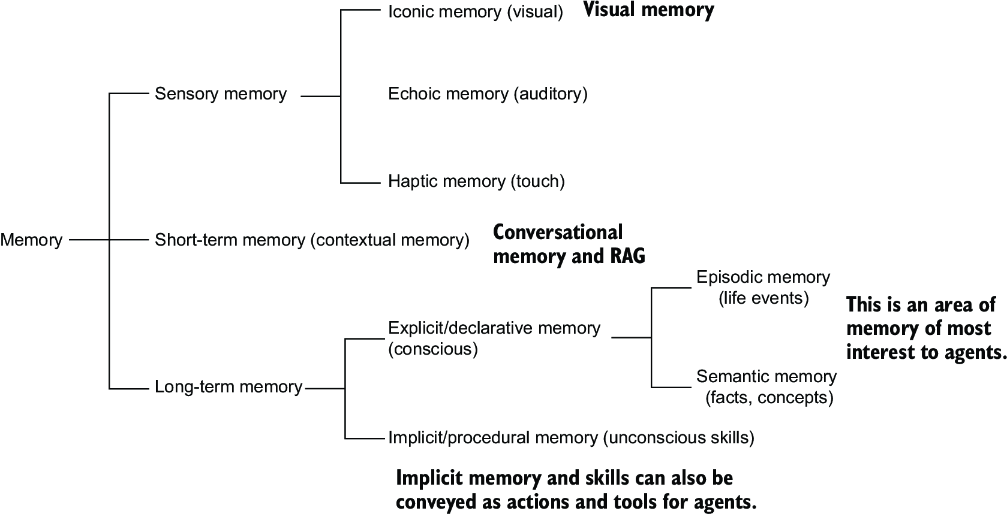 Iconic memory (visual) Visual memory
Sensory memory
Echoic memory (auditory)
Haptic memory (touch)
Memory
Short-term memory (contextual memory)
Conversational
memory and RAG
Episodic memory
(life events)
This is an area of
memory of most
interest to agents.
Explicit/declarative memory
(conscious)
Long-term memory
Semantic memory
(facts, concepts)
Implicit/procedural memory (unconscious skills)
Implicit memory and skills can also be
conveyed as actions and tools for agents.